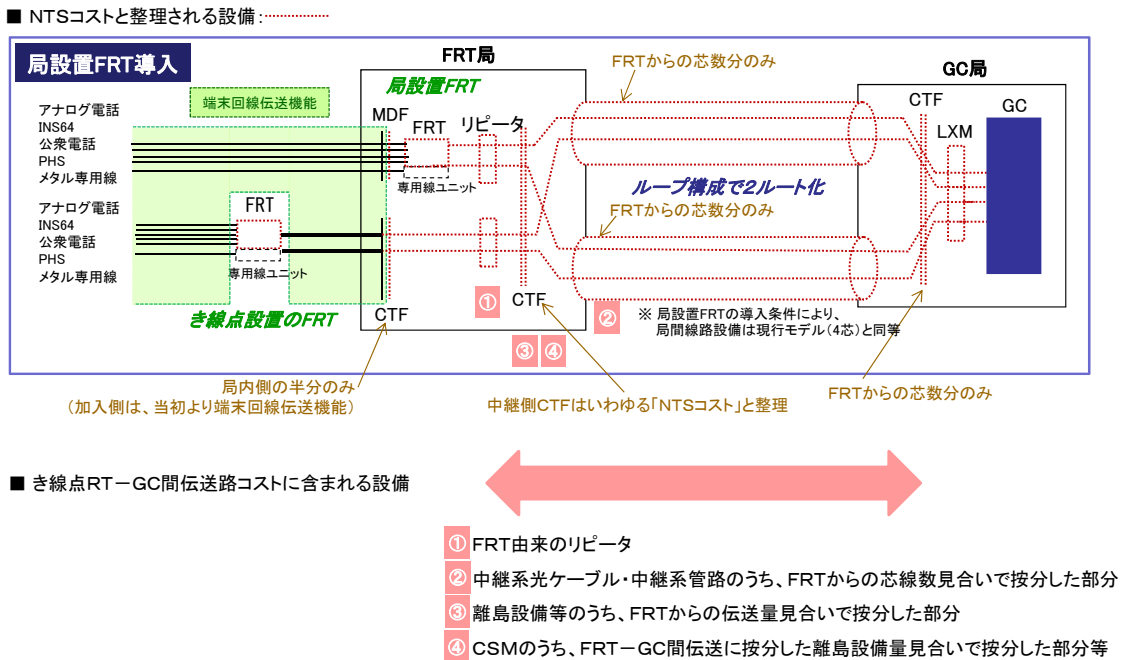 ■ NTSコストと整理される設備:
局設置FRT導入
FRT局
GC局
FRTからの芯数分のみ
局設置FRT
端末回線伝送機能
アナログ電話
INS64
公衆電話
PHS
メタル専用線
MDF
FRT
リピータ
専用線ユニット
CTF
LXM
GC
ループ構成で2ルート化
FRTからの芯数分のみ
アナログ電話
INS64
公衆電話
PHS
メタル専用線
FRT
専用線ユニット
き線点設置のFRT
CTF
①
CTF
②
③ ④
※ 局設置FRTの導入条件により、
局間線路設備は現行モデル(4芯)と同等
局内側の半分のみ
(加入側は、当初より端末回線伝送機能)
中継側CTFはいわゆる「NTSコスト」と整理
FRTからの芯数分のみ
■ き線点RT-GC間伝送路コストに含まれる設備
① FRT由来のリピータ
② 中継系光ケーブル・中継系管路のうち、FRTからの芯線数見合いで按分した部分
③ 離島設備等のうち、FRTからの伝送量見合いで按分した部分
④ CSMのうち、FRT-GC間伝送に按分した離島設備量見合いで按分した部分等